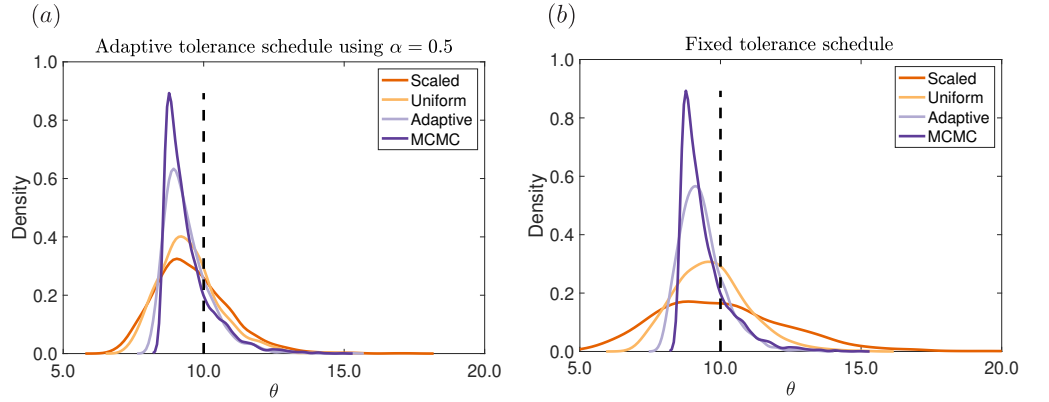 (a)
Adaptive tolerance schedule using α = 0.5
1.0
0.8
0.6
0.4
0.2
0.0
Density
Scaled
Uniform
Adaptive
MCMC
5.0 10.0 15.0 20.0
θ
(b)
Fixed tolerance schedule
1.0
0.8
0.6
0.4
0.2
0.0
Density
Scaled
Uniform
Adaptive
MCMC
5.0 10.0 15.0 20.0
θ